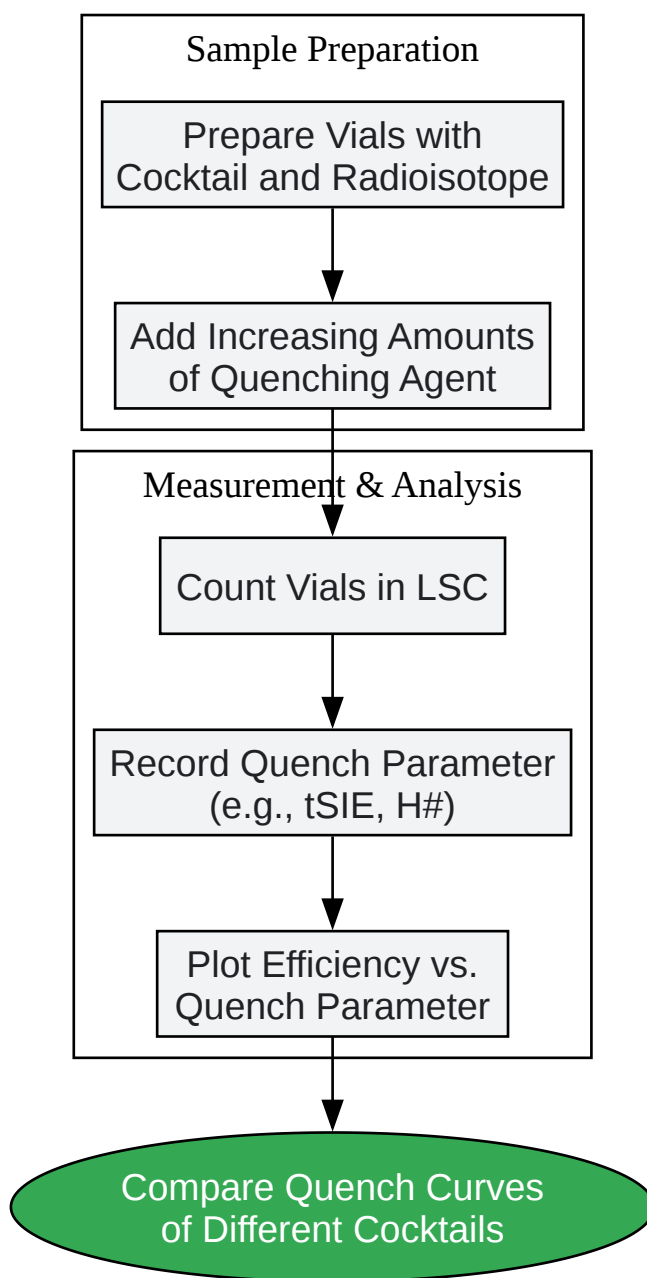 Sample Preparation
Prepare Vials with
Cocktail and Radioisotope
Add Increasing Amounts
of Quenching Agent
Measurement & Analysis
Count Vials in LSC
Record Quench Parameter
(e.g., tSIE, H#)
Plot Efficiency vs.
Quench Parameter
Compare Quench Curves
of Different Cocktails